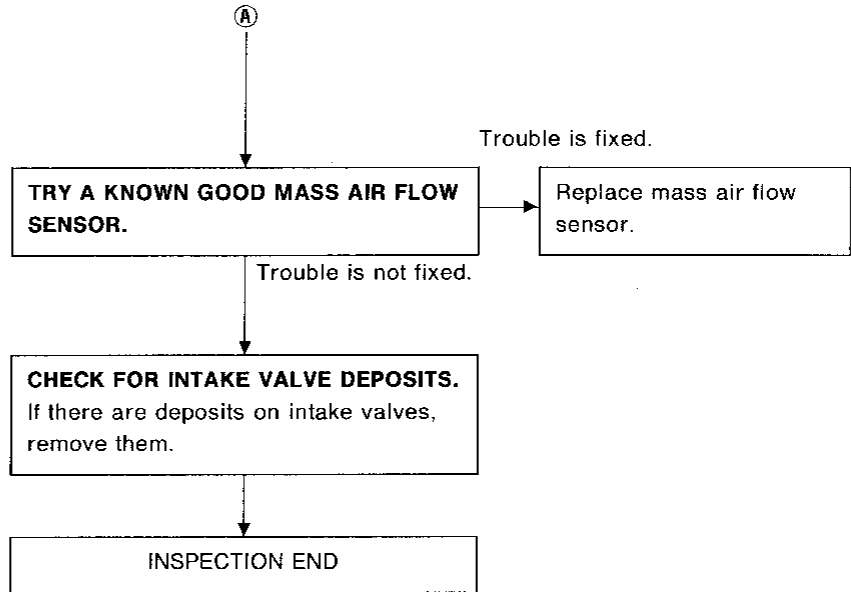 A
Trouble is fixed.
TRY A KNOWN GOOD MASS AIR FLOW
SENSOR.
Replace mass air flow
sensor.
Trouble is not fixed.
CHECK FOR INTAKE VALVE DEPOSITS.
If there are deposits on intake valves,
remove them.
INSPECTION END